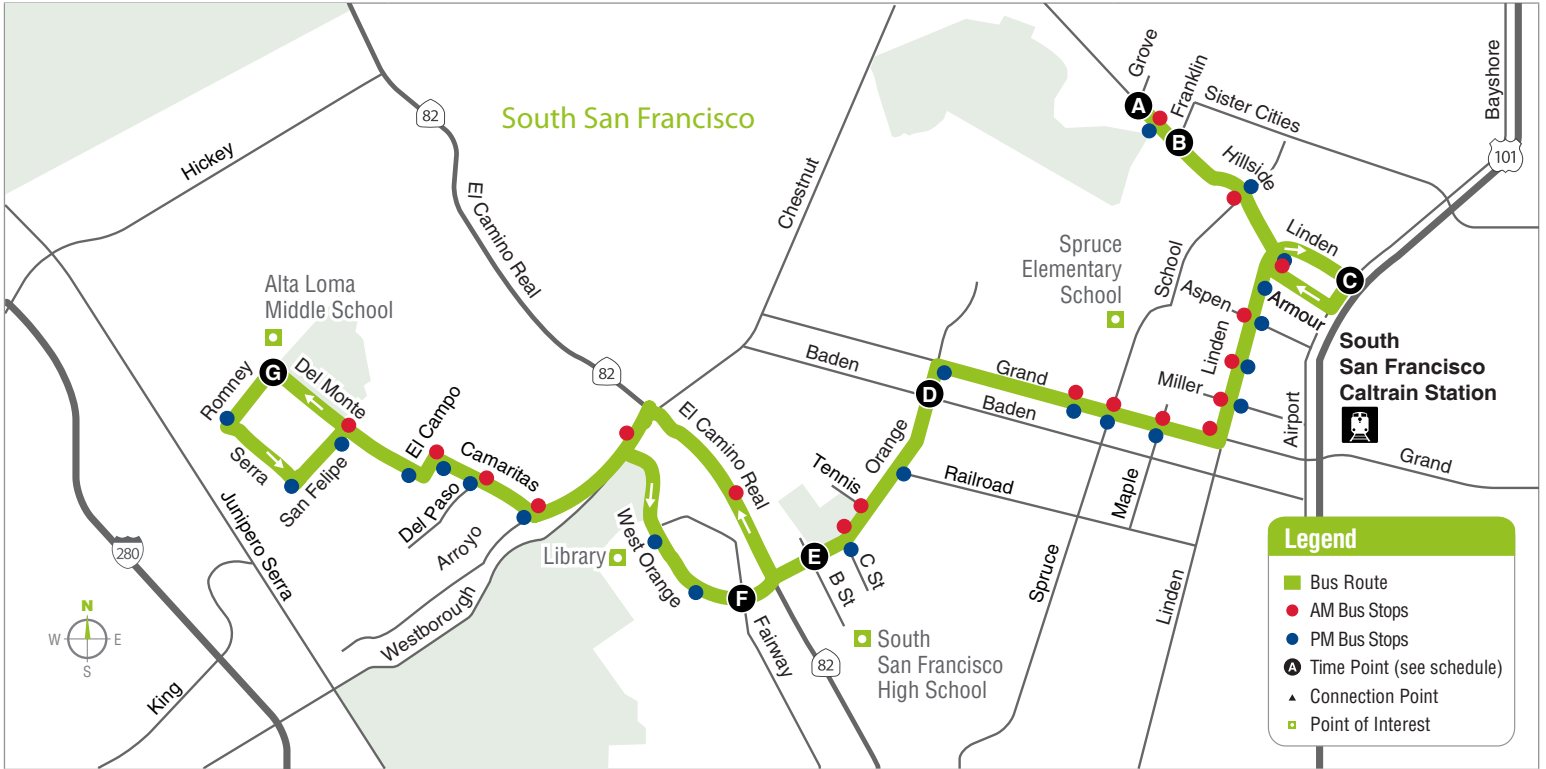 South San Francisco
Grove
Franklin
Sister Cities
Bayshore
101
82
A
B
Hillside
Hickey
El Camino Real
Chestnut
Linden
C
Spruce
Elementary
School
School
Aspen
Armour
Alta Loma
Middle School
South
San Francisco
Caltrain Station
Linden
Miller
Airport
82
Baden
Grand
Baden
D
G
Del Monte
Romney
El Campo
El Camino Real
Serra
San Felipe
Camaritas
Del Paso
Arroyo
Orange
Tennis
Railroad
Maple
Grand
Junipero Serra
280
Library
West Orange
E
C St
B St
F
Fairway
Spruce
Linden
Westborough
King
82
South
San Francisco
High School
N
W
E
S
Legend
Bus Route
AM Bus Stops
PM Bus Stops
A Time Point (see schedule)
Connection Point
Point of Interest